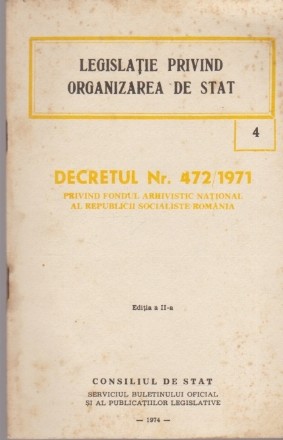 LEGISLAȚIE PRIVIND
ORGANIZAREA DE STAT
4
DECRETUL Nr. 472/1971
PRIVIND FONDUL ARHIVISTIC NAȚIONAL
AL REPUBLICII SOCIALISTE ROMÂNIA
Ediția a II-a
CONSILIUL DE STAT
SERVICIUL BULETINULUI OFICIAL
ȘI AL PUBLICAȚIILOR LEGISLATIVE
— 1974 —